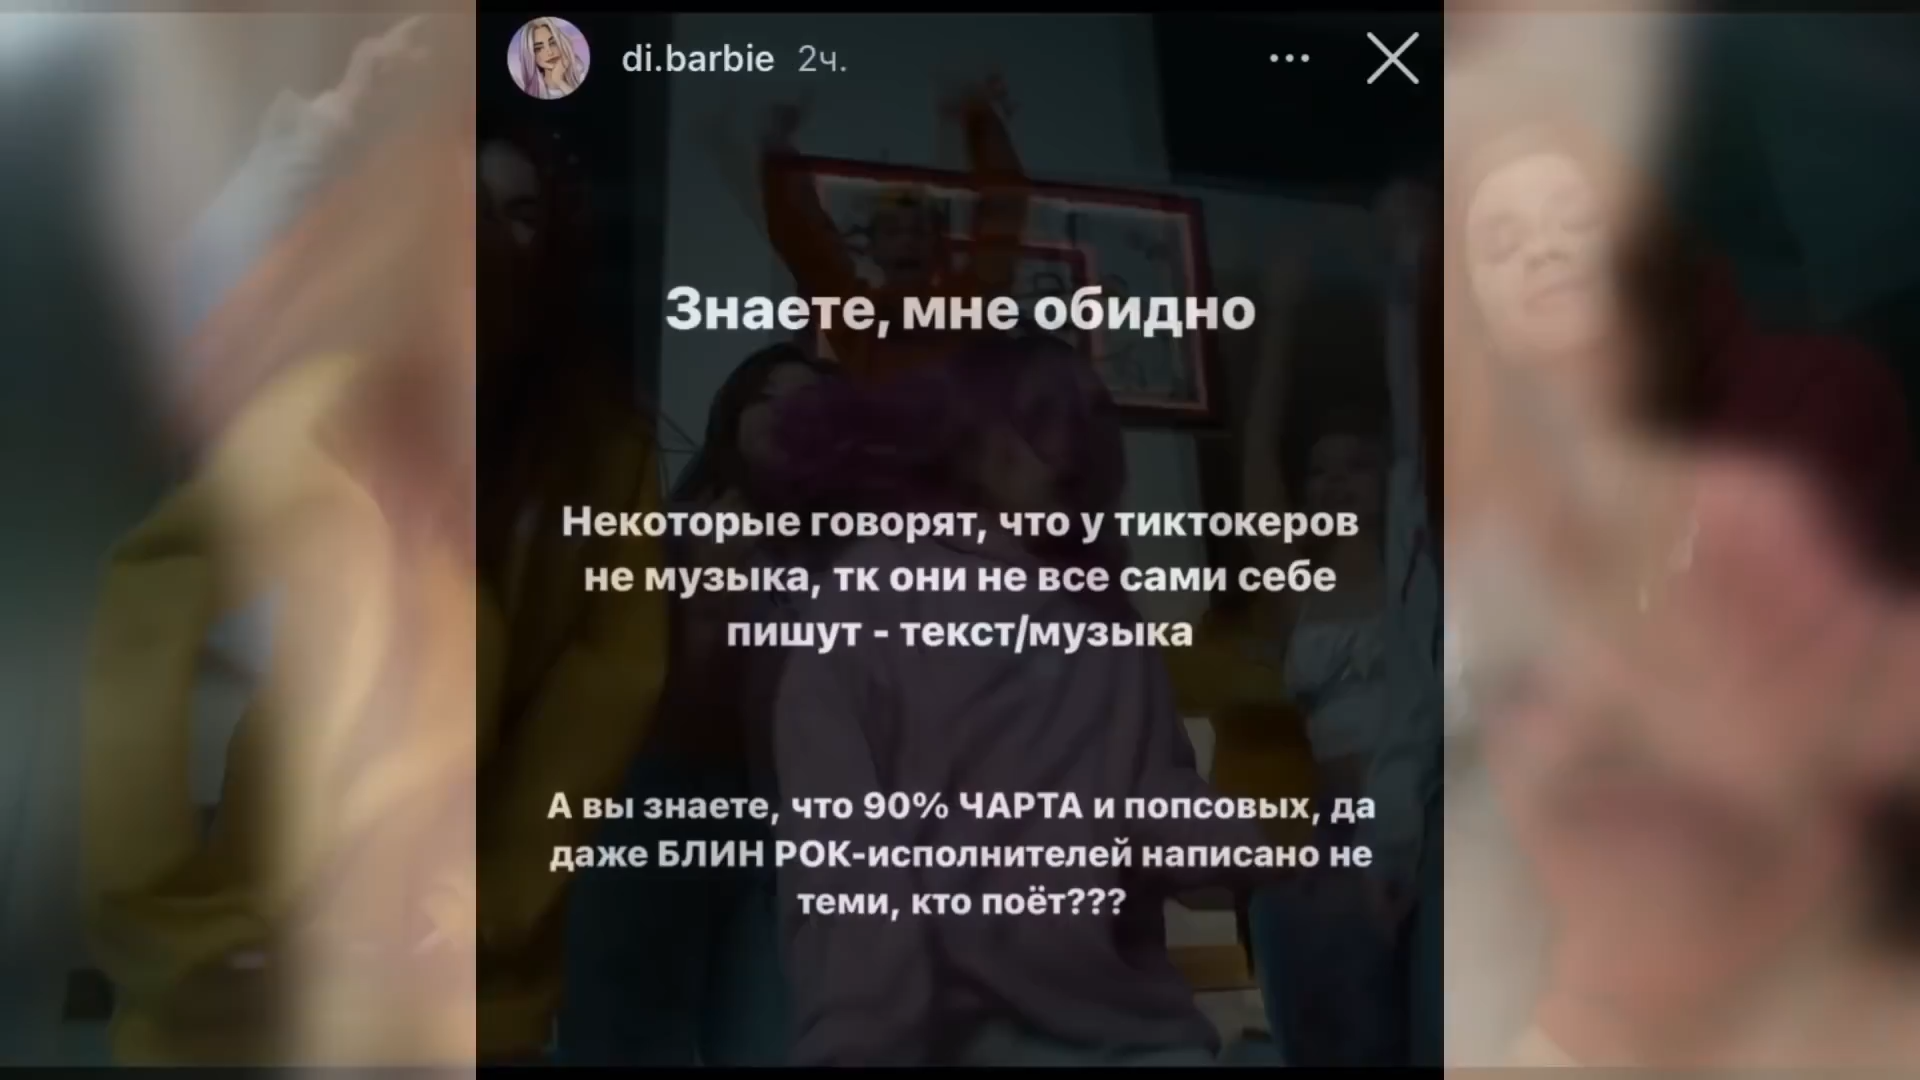 di.barbie 2ч.
Знаете, мне обидно
Некоторые говорят, что у тиктокеров
не музыка, тк они не все сами себе
пишут - текст/музыка
А вы знаете, что 90% ЧАРТА и попсовых, да
даже БЛИН РОК-исполнителей написано не
теми, кто поёт???